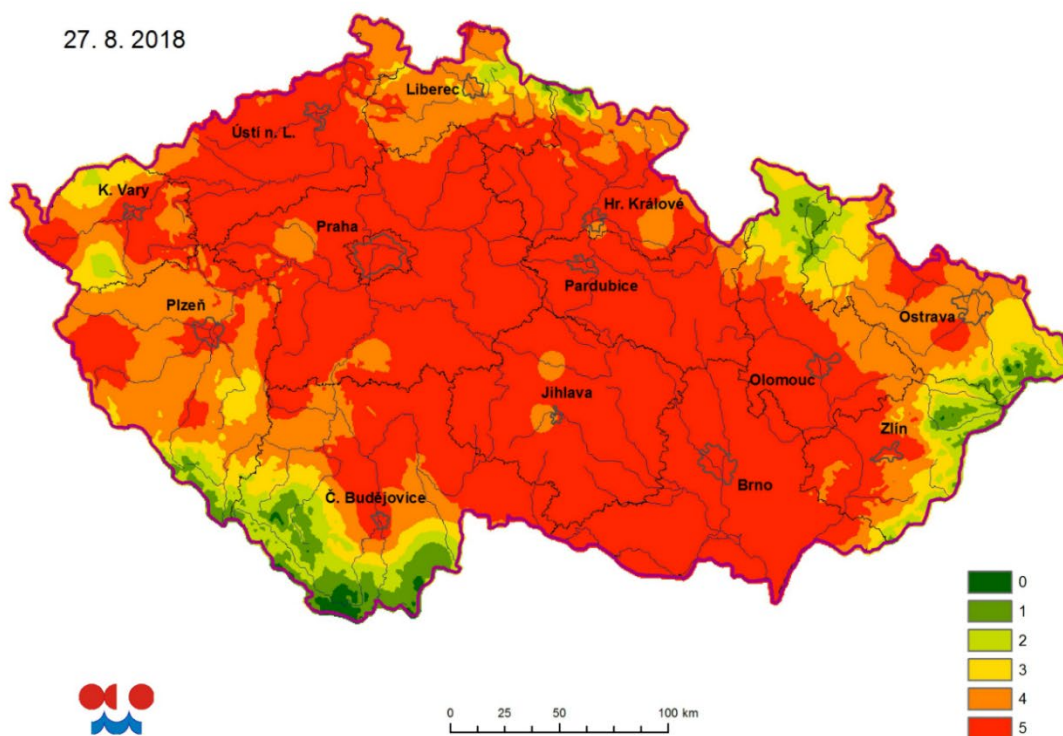 27. 8. 2018
Liberec
Ústí n. L.
K. Vary
Hr. Králové
Praha
Pardubice
Plzeň
Ostrava
Olomouc
Jihlava
Zlín
Brno
Č. Budějovice
0
1
2
3
4
5
0 25 50 100 km